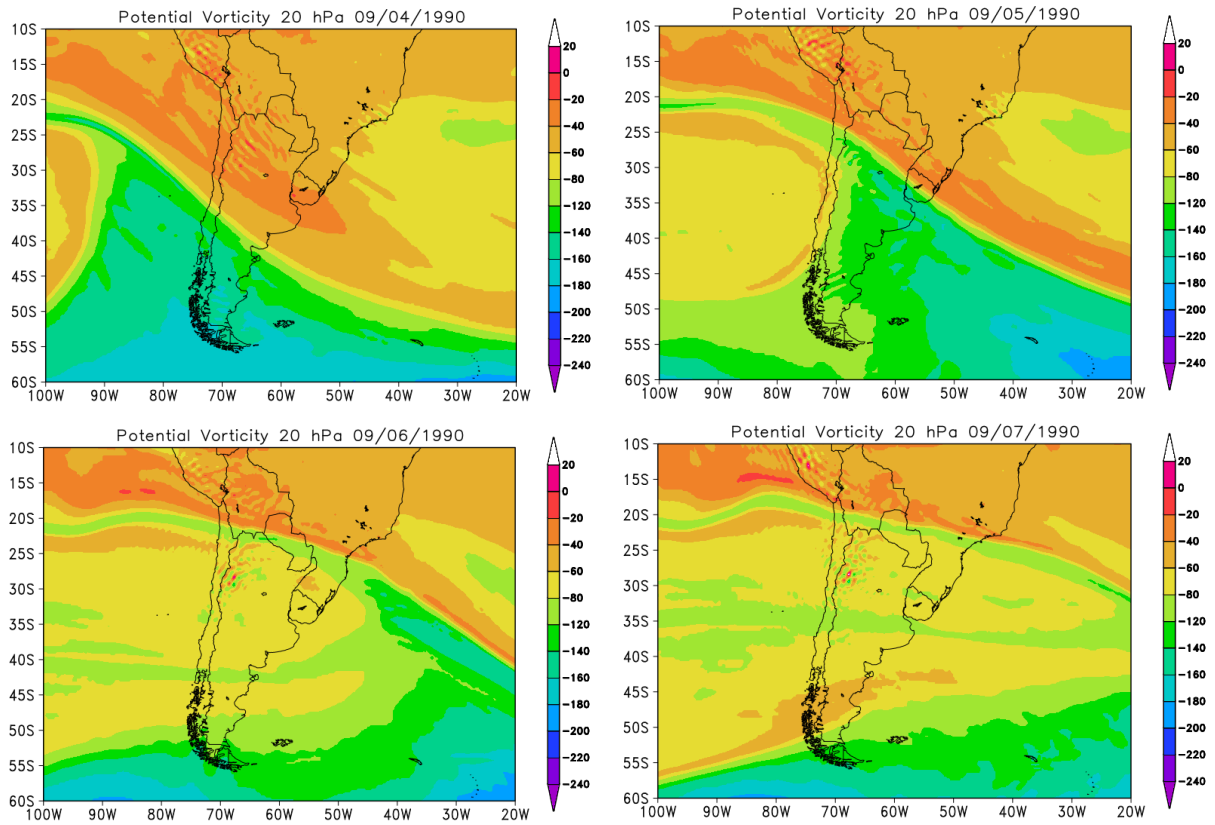 Potential Vorticity 20 hPa 09/04/1990
10S
15S
20S
25S
30S
35S
40S
45S
50S
55S
60S
100W 90W 80W 70W 60W 50W 40W 30W 20W
20
0
−20
−40
−60
−80
−100
−120
−140
−160
−180
−200
−220
−240
Potential Vorticity 20 hPa 09/05/1990
10S
15S
20S
25S
30S
35S
40S
45S
50S
55S
60S
100W 90W 80W 70W 60W 50W 40W 30W 20W
20
0
−20
−40
−60
−80
−100
−120
−140
−160
−180
−200
−220
−240
Potential Vorticity 20 hPa 09/06/1990
10S
15S
20S
25S
30S
35S
40S
45S
50S
55S
60S
100W 90W 80W 70W 60W 50W 40W 30W 20W
20
0
−20
−40
−60
−80
−100
−120
−140
−160
−180
−200
−220
−240
Potential Vorticity 20 hPa 09/07/1990
10S
15S
20S
25S
30S
35S
40S
45S
50S
55S
60S
100W 90W 80W 70W 60W 50W 40W 30W 20W
20
0
−20
−40
−60
−80
−100
−120
−140
−160
−180
−200
−220
−240